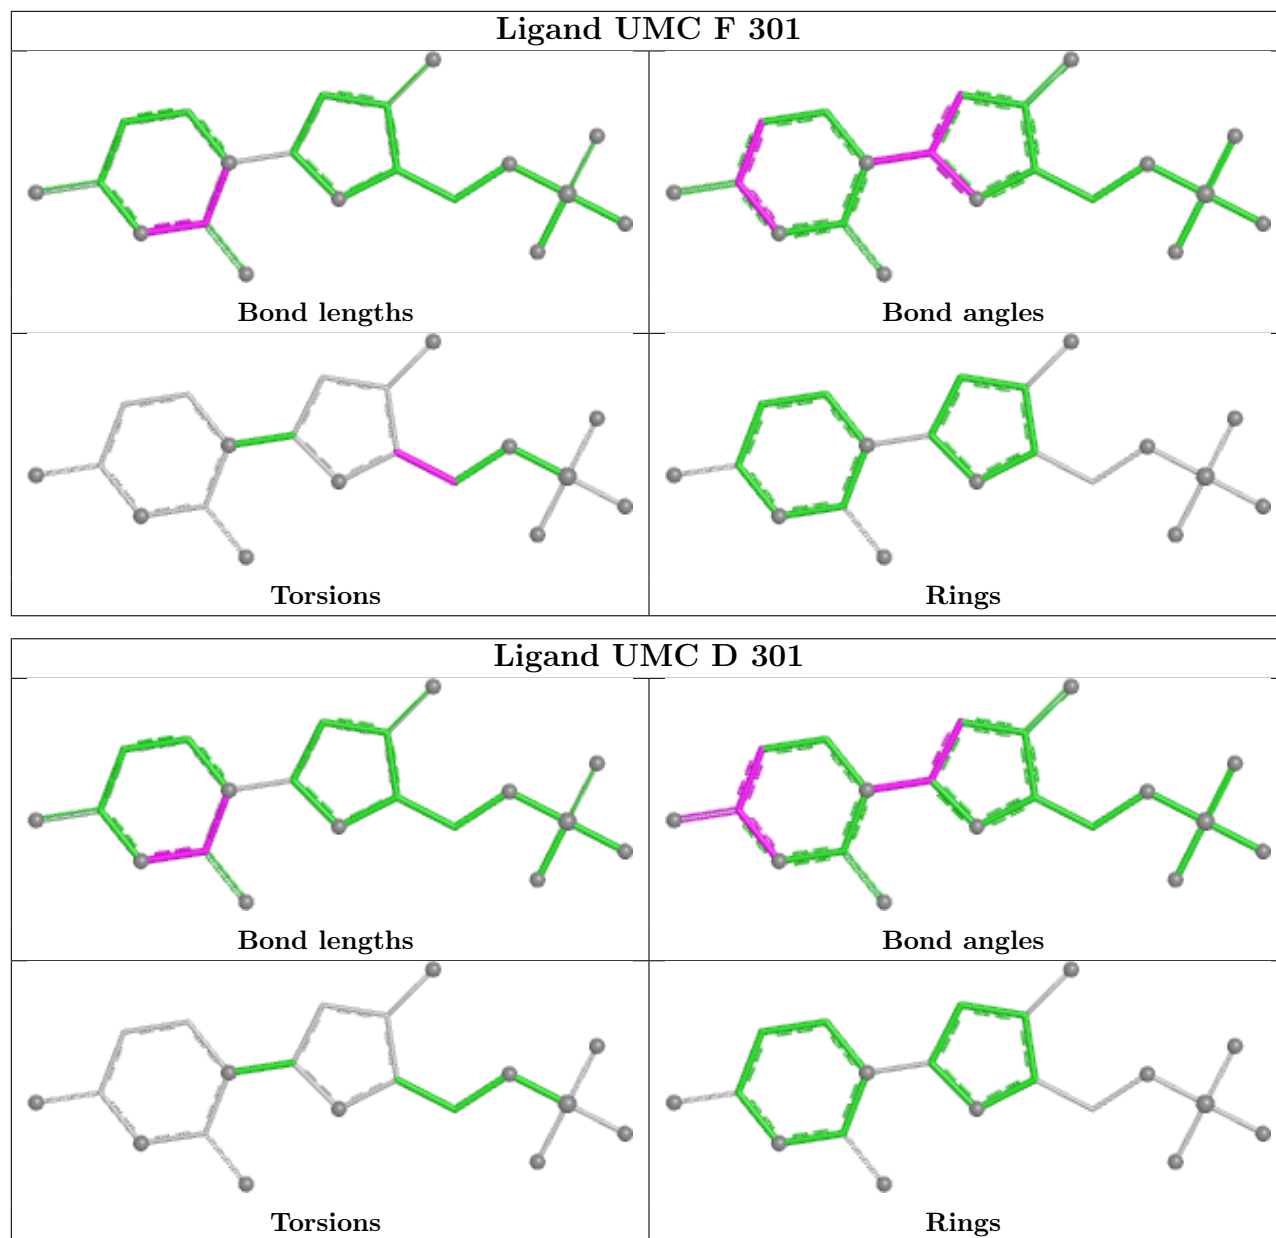 Ligand UMC F 301
Bond lengths
Bond angles
Torsions
Rings
Ligand UMC D 301
Bond lengths
Bond angles
Torsions
Rings